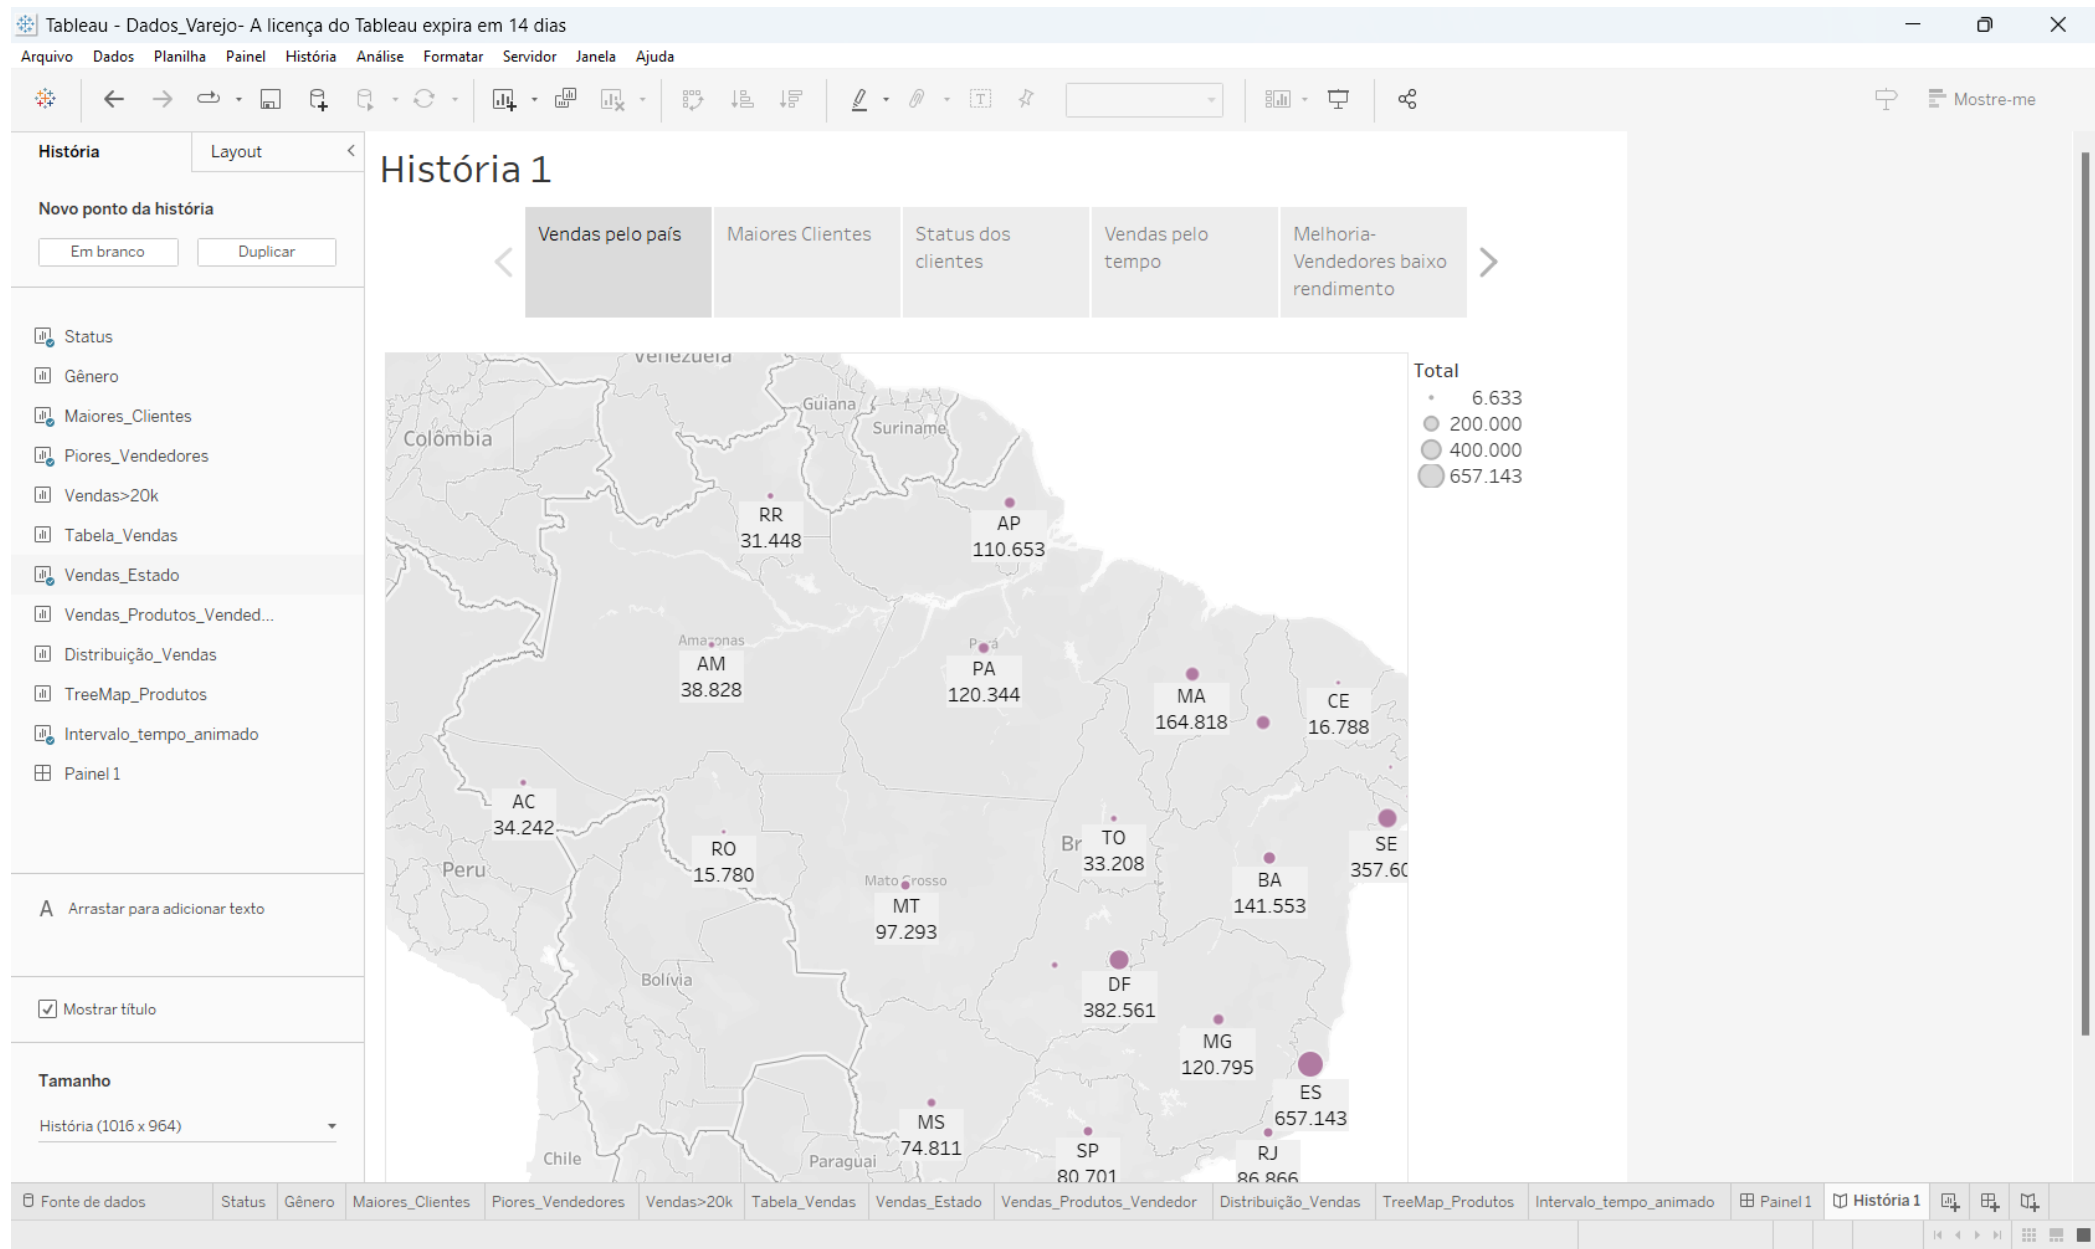 Tableau - Dados_Varejo- A licença do Tableau expira em 14 dias
Arquivo Dados Planilha Painel História Análise Formatar Servidor Janela Ajuda
Mostre-me
História Layout
Novo ponto da história
Em branco Duplicar
Status
Gênero
Maiores_Clientes
Piores_Vendedores
Vendas>20k
Tabela_Vendas
Vendas_Estado
Vendas_Produtos_Vended...
Distribuição_Vendas
TreeMap_Produtos
Intervalo_tempo_animado
Painel 1
A Arrastar para adicionar texto
Mostrar título
Tamanho
História (1016 x 964)
História 1
Vendas pelo país
Maiores Clientes
Status dos
clientes
Vendas pelo
tempo
Melhoria-
Vendedores baixo
rendimento
Total
6.633
200.000
400.000
657.143
Venezuela
Guiana
Suriname
Colômbia
RR
31.448
AP
110.653
Amazonas
AM
38.828
Pará
PA
120.344
MA
164.818
CE
16.788
AC
34.242
RO
15.780
Peru
Mato Grosso
MT
97.293
Br
TO
33.208
BA
141.553
SE
357.60
Bolívia
DF
382.561
MG
120.795
ES
657.143
MS
74.811
SP
80.701
RJ
86.866
Chile
Paraguai
Fonte de dados Status Gênero Maiores_Clientes Piores_Vendedores Vendas>20k Tabela_Vendas Vendas_Estado Vendas_Produtos_Vendedor Distribuição_Vendas TreeMap_Produtos Intervalo_tempo_animado Painel 1 História 1